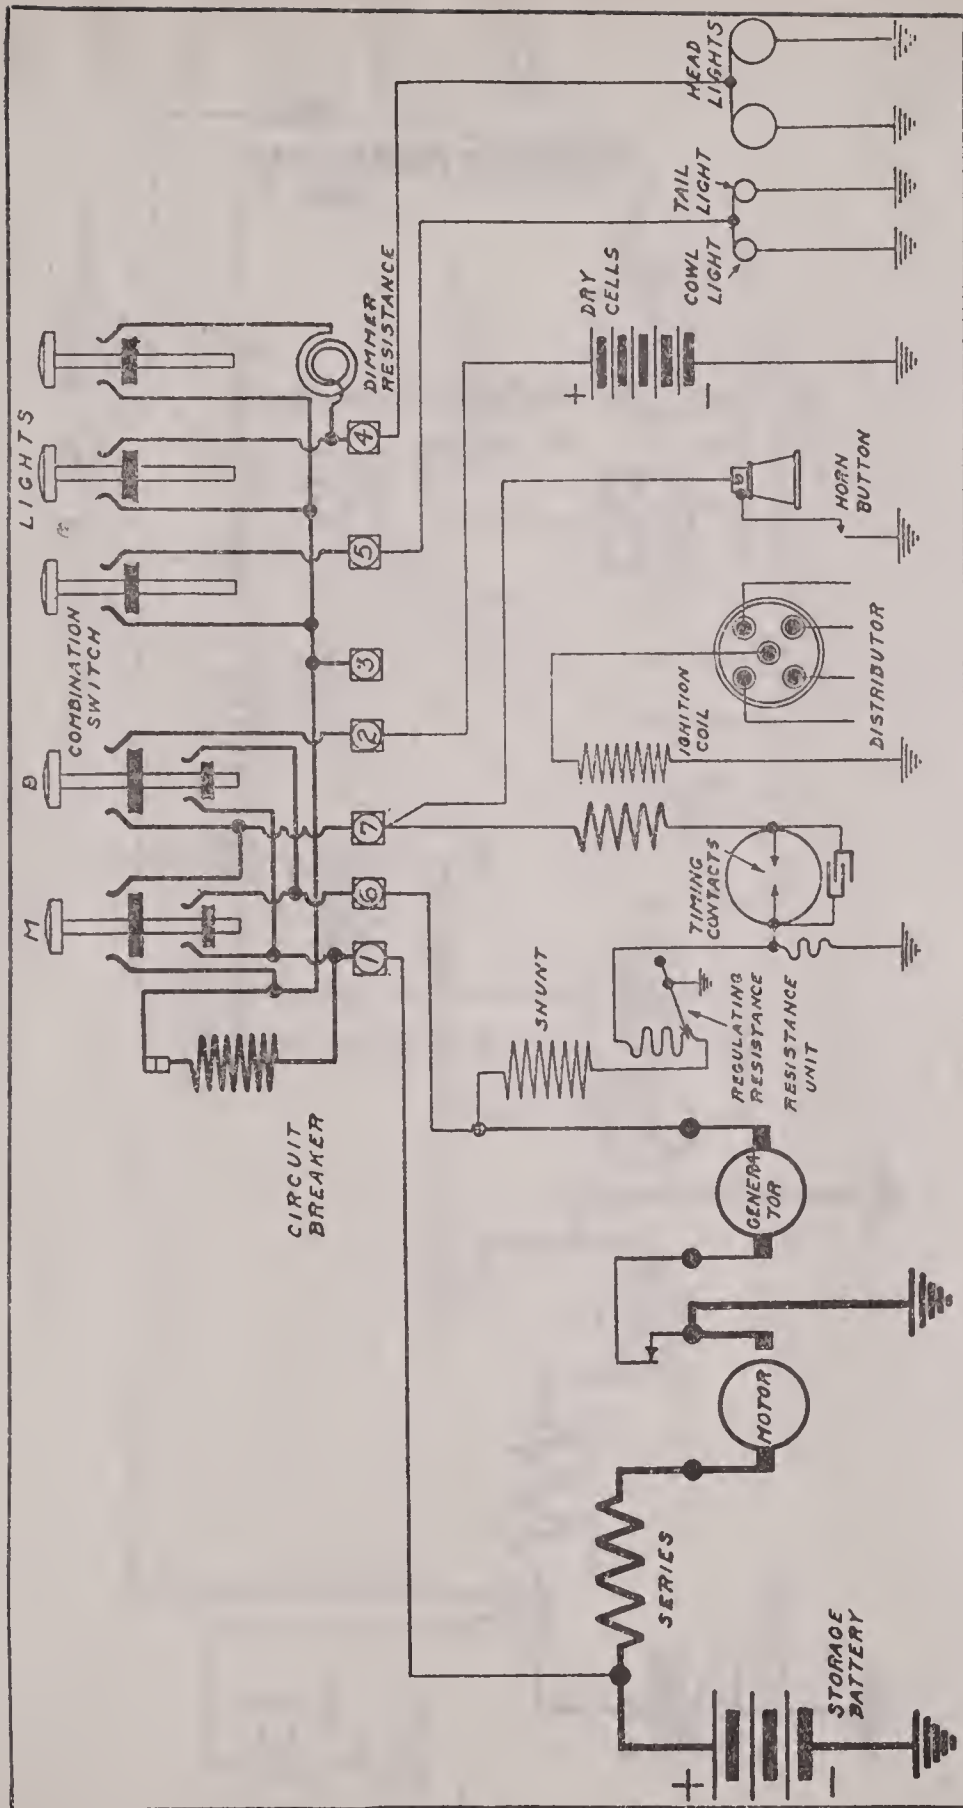 LIGHTS
COMBINATION
SWITCH
M
B
CIRCUIT
BREAKER
1
6
7
2
3
5
4
DIMMER
RESISTANCE
SHUNT
REGULATING
RESISTANCE
RESISTANCE
UNIT
TIMING
CONTACTS
IGNITION
COIL
DISTRIBUTOR
HORN
BUTTON
DRY
CELLS
+
-
COWL
LIGHT
TAIL
LIGHT
HEAD
LIGHTS
STORAGE
BATTERY
+
-
SERIES
MOTOR
GENERA
TOR